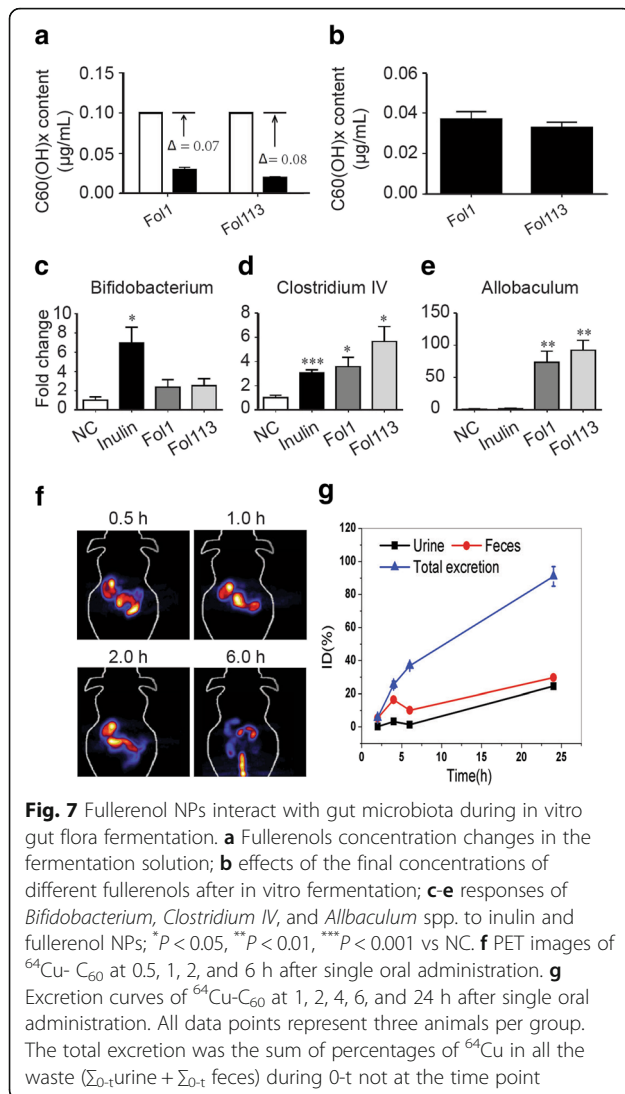 a
b
C60(OH)x content
(µg/mL)
0.15
0.10
0.05
0.00
Δ = 0.07
Δ = 0.08
Fol1
Fol113
C60(OH)x content
(µg/mL)
0.06
0.04
0.02
0.00
Fol1
Fol113
c
d
e
Bifidobacterium
Clostridium IV
Allobaculum
Fold change
10
8
6
4
2
0
*
NC
Inulin
Fol1
Fol113
8
6
4
2
0
***
*
*
NC
Inulin
Fol1
Fol113
100
50
0
**
**
NC
Inulin
Fol1
Fol113
f
g
0.5 h
1.0 h
2.0 h
6.0 h
Urine
Feces
Total excretion
ID(%)
120
100
80
60
40
20
0
0
5
10
15
20
25
Time(h)
Fig. 7 Fullerenol NPs interact with gut microbiota during in vitro
gut flora fermentation. a Fullerenols concentration changes in the
fermentation solution; b effects of the final concentrations of
different fullerenols after in vitro fermentation; c-e responses of
Bifidobacterium, Clostridium IV, and Allbaculum spp. to inulin and
fullerenol NPs; *P < 0.05, **P < 0.01, ***P < 0.001 vs NC. f PET images of
⁶⁴Cu- C₆₀ at 0.5, 1, 2, and 6 h after single oral administration. g
Excretion curves of ⁶⁴Cu-C₆₀ at 1, 2, 4, 6, and 24 h after single oral
administration. All data points represent three animals per group.
The total excretion was the sum of percentages of ⁶⁴Cu in all the
waste (∑₀₋ₜurine + ∑₀₋ₜ feces) during 0-t not at the time point